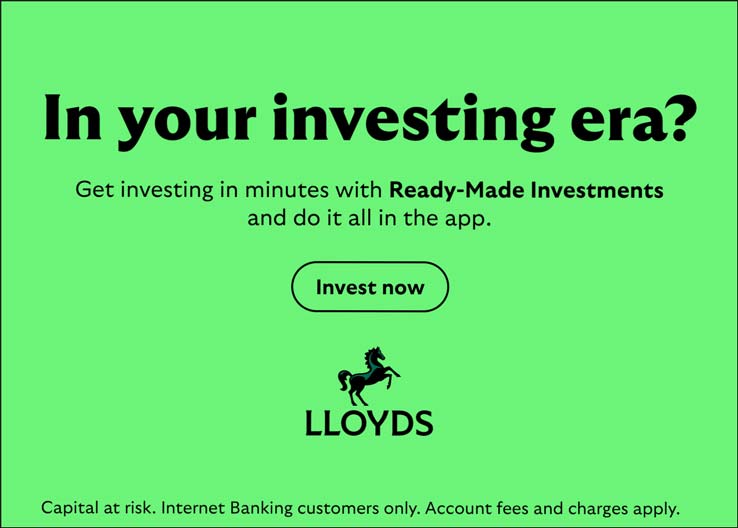 In your investing era?
Get investing in minutes with Ready-Made Investments
and do it all in the app.
Invest now
LLOYDS
Capital at risk. Internet Banking customers only. Account fees and charges apply.